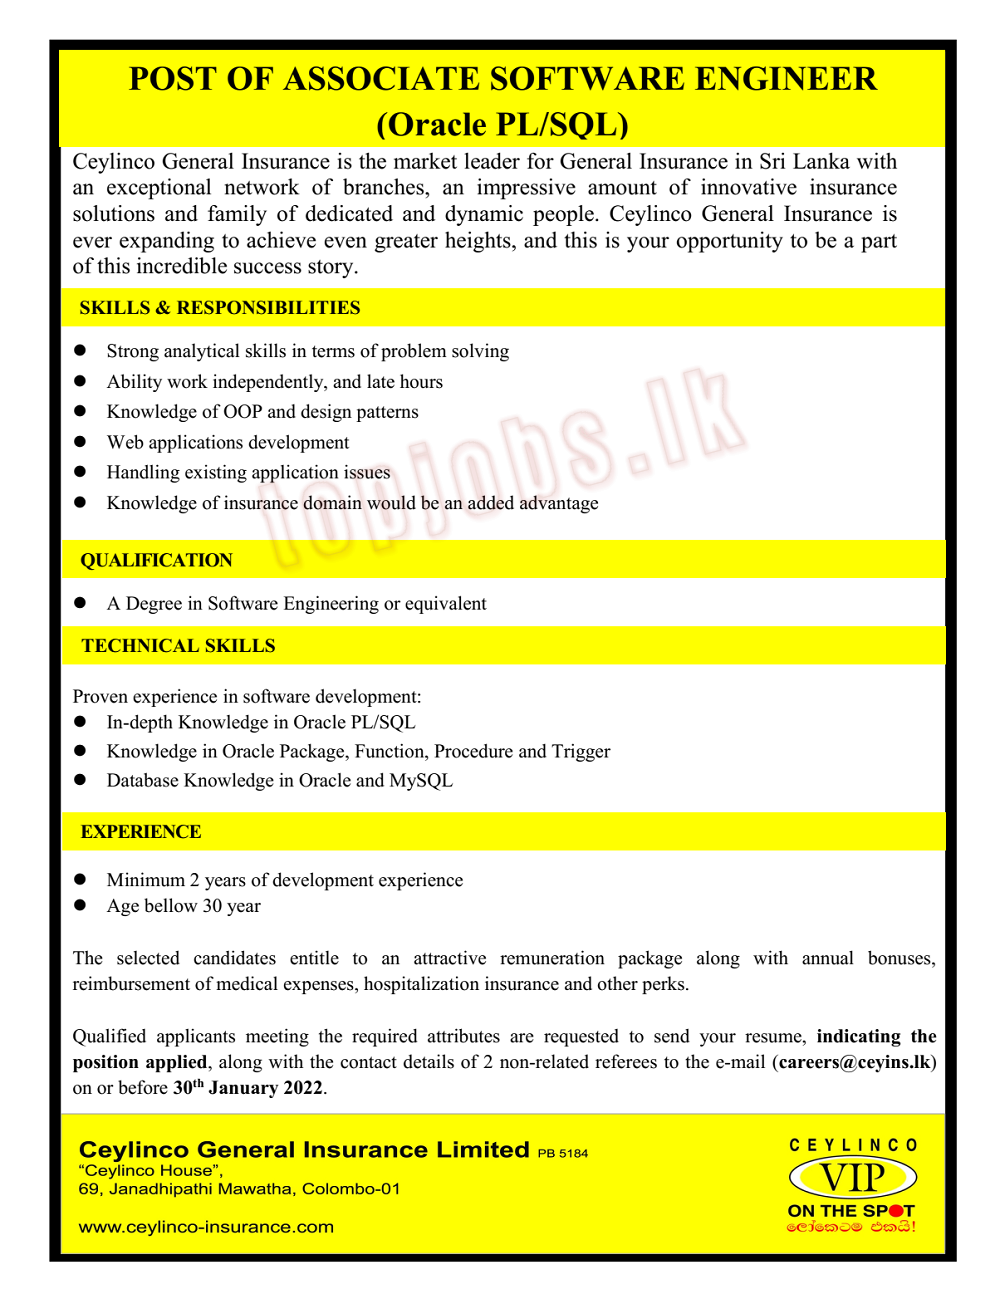 POST OF ASSOCIATE SOFTWARE ENGINEER
(Oracle PL/SQL)
Ceylinco General Insurance is the market leader for General Insurance in Sri Lanka with
an exceptional network of branches, an impressive amount of innovative insurance
solutions and family of dedicated and dynamic people. Ceylinco General Insurance is
ever expanding to achieve even greater heights, and this is your opportunity to be a part
of this incredible success story.
SKILLS & RESPONSIBILITIES
● Strong analytical skills in terms of problem solving
● Ability work independently, and late hours
● Knowledge of OOP and design patterns
● Web applications development
● Handling existing application issues
● Knowledge of insurance domain would be an added advantage
topjobs.lk
QUALIFICATION
● A Degree in Software Engineering or equivalent
TECHNICAL SKILLS
Proven experience in software development:
● In-depth Knowledge in Oracle PL/SQL
● Knowledge in Oracle Package, Function, Procedure and Trigger
● Database Knowledge in Oracle and MySQL
EXPERIENCE
● Minimum 2 years of development experience
● Age bellow 30 year
The selected candidates entitle to an attractive remuneration package along with annual bonuses,
reimbursement of medical expenses, hospitalization insurance and other perks.
Qualified applicants meeting the required attributes are requested to send your resume, indicating the
position applied, along with the contact details of 2 non-related referees to the e-mail (careers@ceyins.lk)
on or before 30th January 2022.
Ceylinco General Insurance Limited PB 5184
“Ceylinco House”,
69, Janadhipathi Mawatha, Colombo-01
www.ceylinco-insurance.com
CEYLINCO
VIP
ON THE SPOT
ලෝකෙටම එකයි!